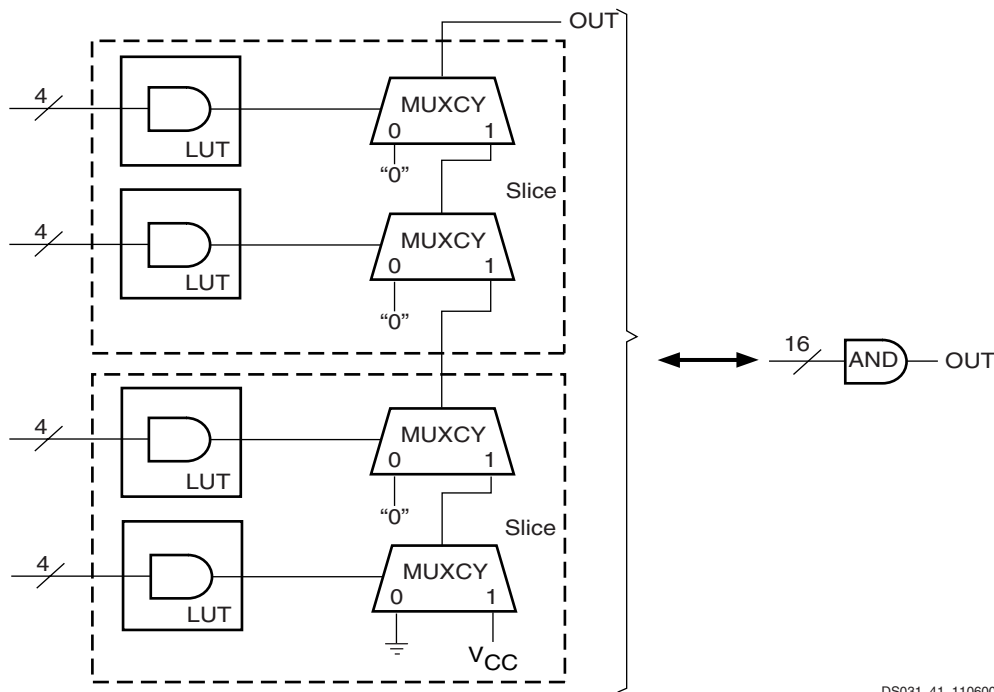 OUT
4
LUT
MUXCY
0 1
“0”
Slice
4
LUT
MUXCY
0 1
“0”
16
AND
OUT
4
LUT
MUXCY
0 1
“0”
Slice
4
LUT
MUXCY
0 1
VCC
DS031_41_110600